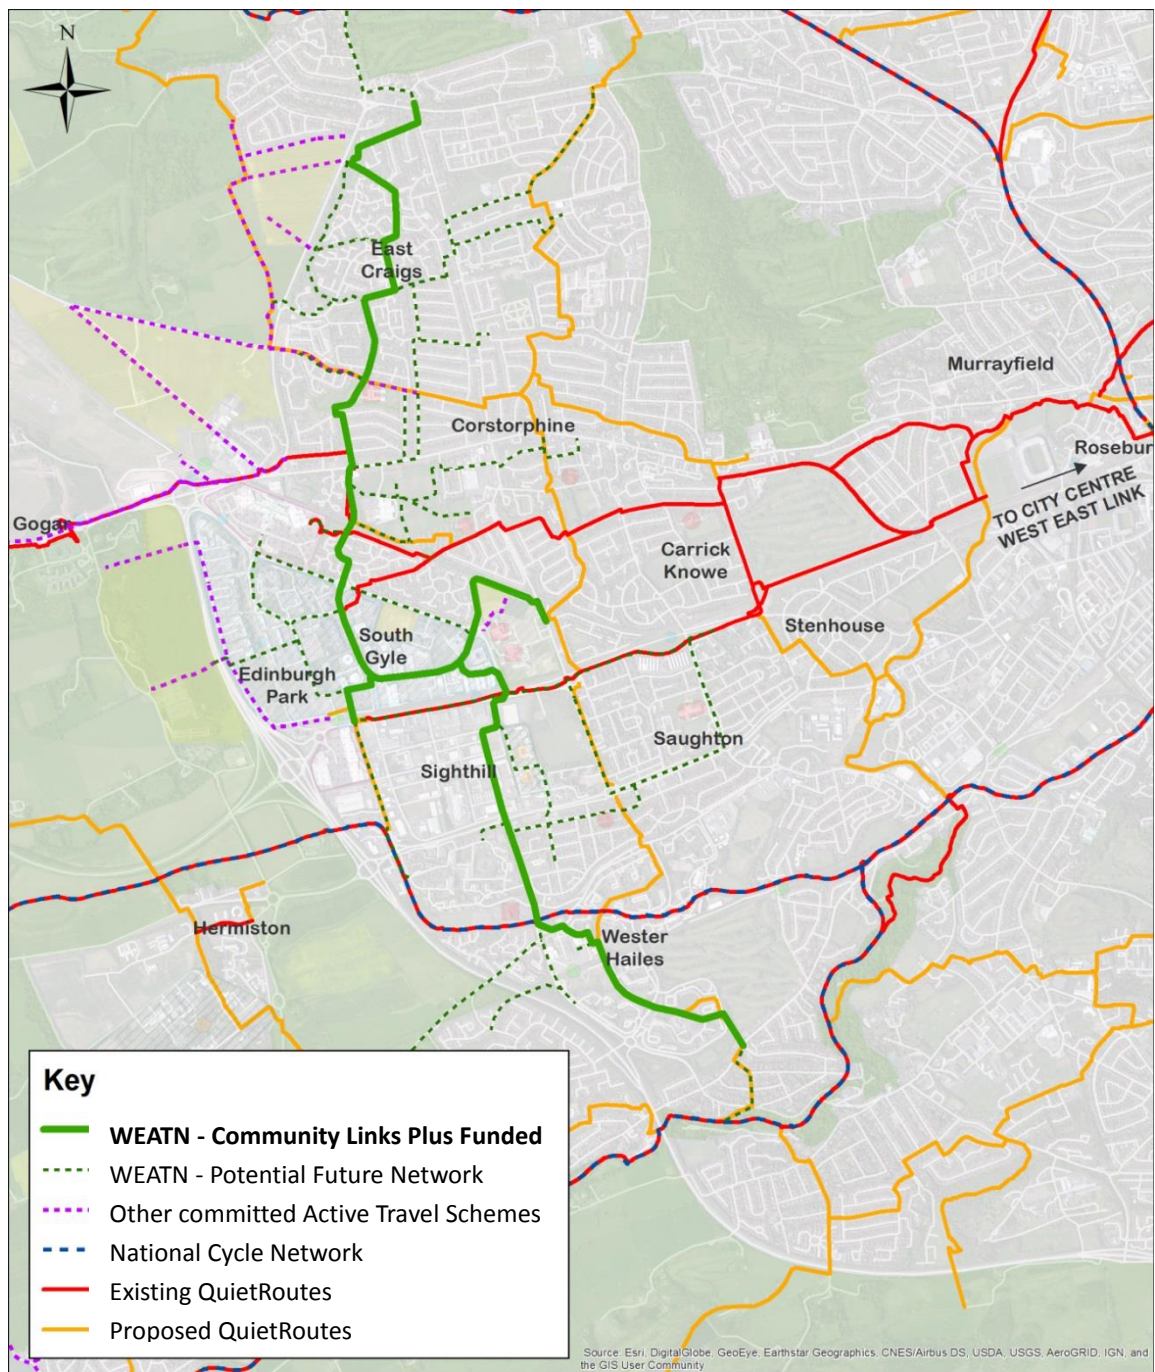 N
East
Craigs
Murrayfield
Corstorphine
Rosebur
TO CITY CENTRE
WEST EAST LINK
Gogar
Carrick
Knowe
Stenhouse
South
Gyle
Edinburgh
Park
Saughton
Sighthill
Hermiston
Wester
Hailes
Key
WEATN - Community Links Plus Funded
WEATN - Potential Future Network
Other committed Active Travel Schemes
National Cycle Network
Existing QuietRoutes
Proposed QuietRoutes
Source: Esri, DigitalGlobe, GeoEye, Earthstar Geographics, CNES/Airbus DS, USDA, USGS, AeroGRID, IGN, and
the GIS User Community